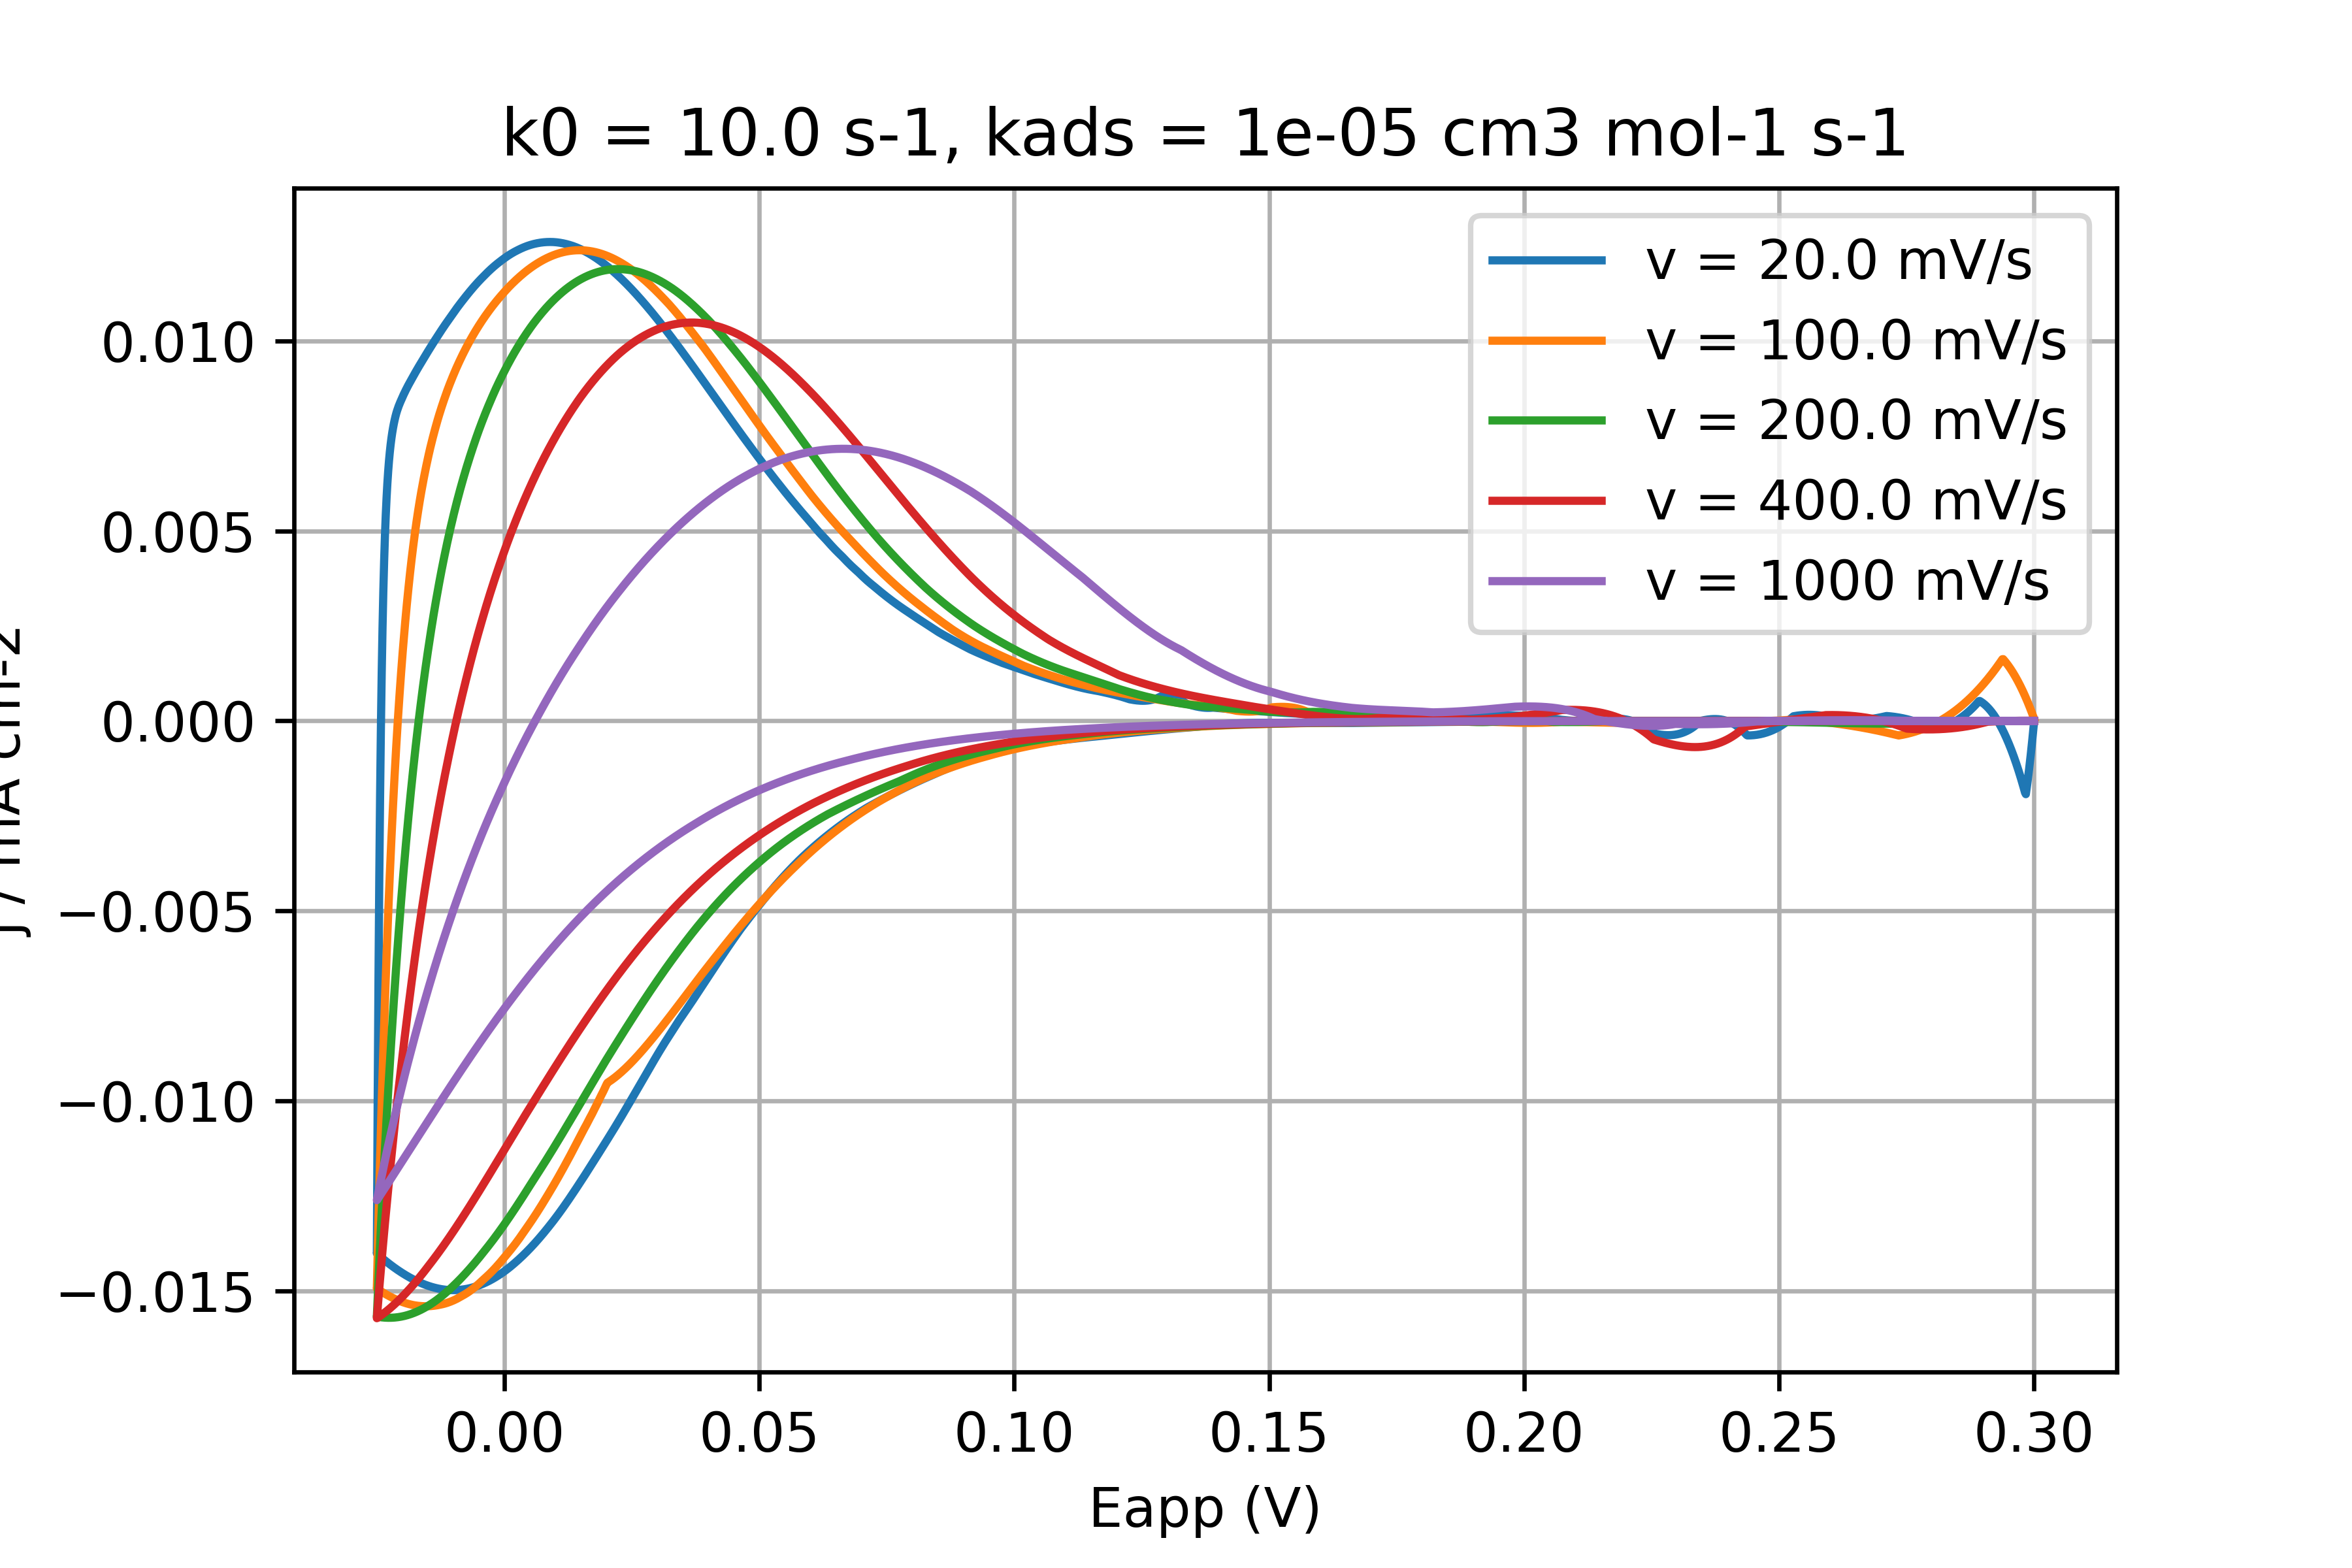 k0 = 10.0 s-1, kads = 1e-05 cm3 mol-1 s-1
v = 20.0 mV/s
v = 100.0 mV/s
v = 200.0 mV/s
v = 400.0 mV/s
v = 1000 mV/s
0.010
0.005
0.000
−0.005
−0.010
−0.015
0.00 0.05 0.10 0.15 0.20 0.25 0.30
Eapp (V)